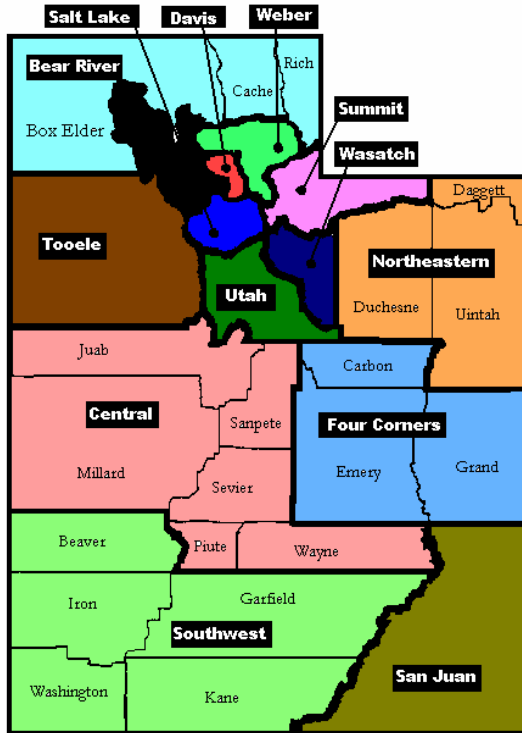 Salt Lake
Davis
Weber
Bear River
Rich
Cache
Summit
Box Elder
Wasatch
Daggett
Tooele
Northeastern
Utah
Duchesne
Uintah
Juab
Carbon
Central
Sanpete
Four Corners
Millard
Emery
Grand
Sevier
Beaver
Piute
Wayne
Iron
Garfield
Southwest
San Juan
Washington
Kane